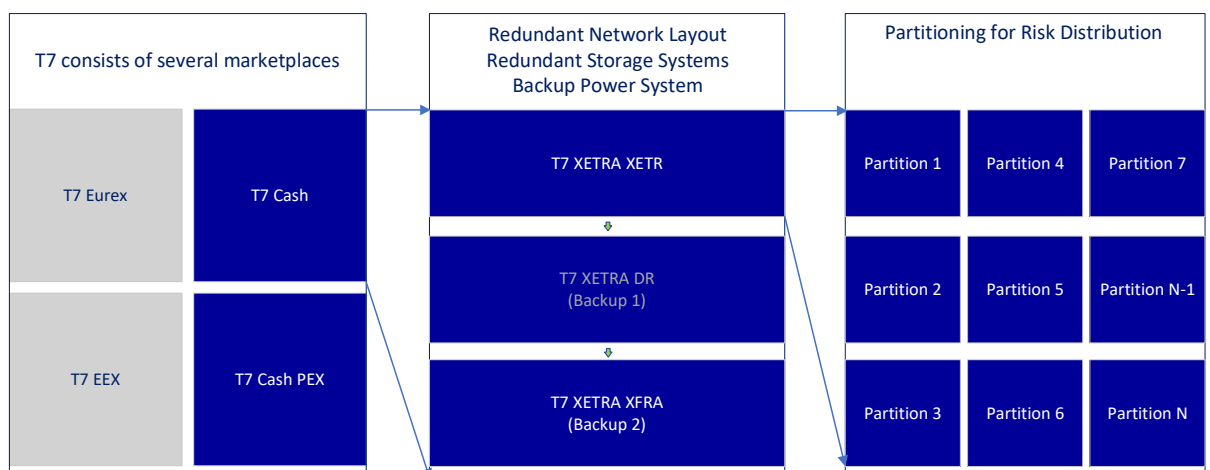 T7 consists of several marketplaces
T7 Eurex
T7 Cash
T7 EEX
T7 Cash PEX
Redundant Network Layout
Redundant Storage Systems
Backup Power System
T7 XETRA XETR
T7 XETRA DR
(Backup 1)
T7 XETRA XFRA
(Backup 2)
Partitioning for Risk Distribution
Partition 1
Partition 4
Partition 7
Partition 2
Partition 5
Partition N-1
Partition 3
Partition 6
Partition N